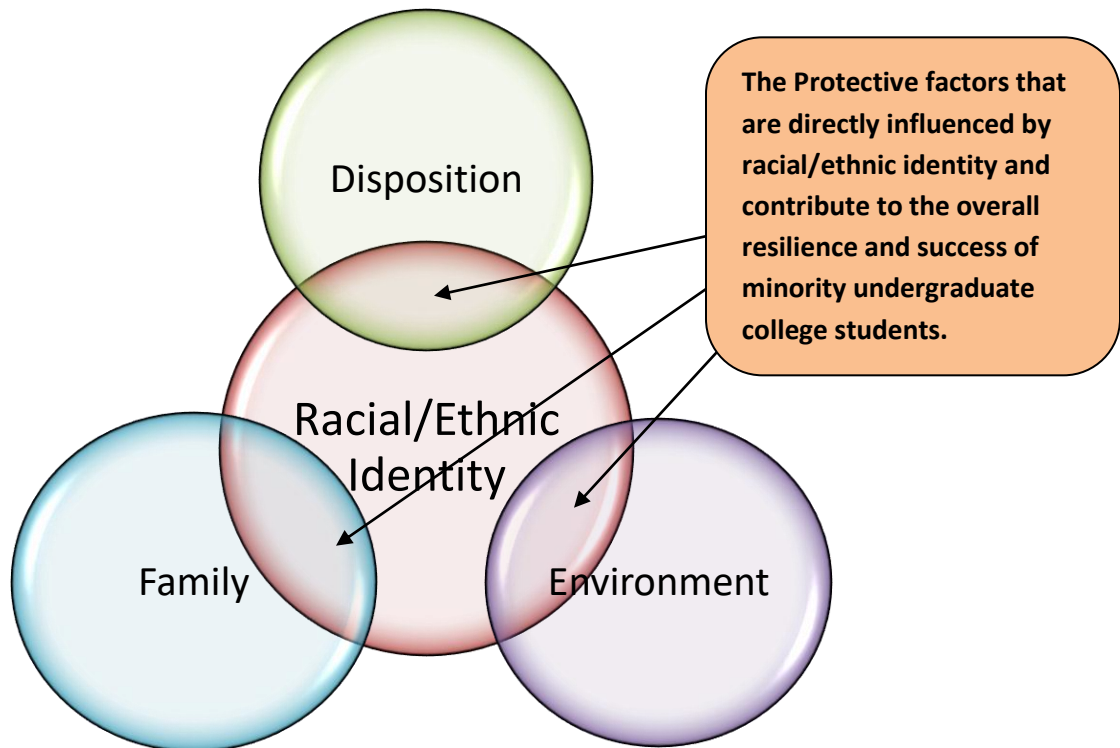 Disposition
The Protective factors that
are directly influenced by
racial/ethnic identity and
contribute to the overall
resilience and success of
minority undergraduate
college students.
Racial/Ethnic
Identity
Family
Environment